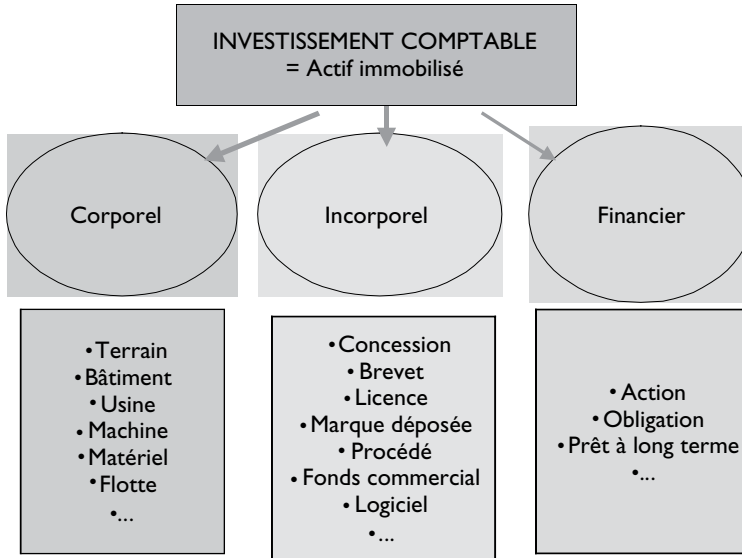 INVESTISSEMENT COMPTABLE
= Actif immobilisé
Corporel
Incorporel
Financier
• Terrain
• Bâtiment
• Usine
• Machine
• Matériel
• Flotte
• ...
• Concession
• Brevet
• Licence
• Marque déposée
• Procédé
• Fonds commercial
• Logiciel
• ...
• Action
• Obligation
• Prêt à long terme
• ...